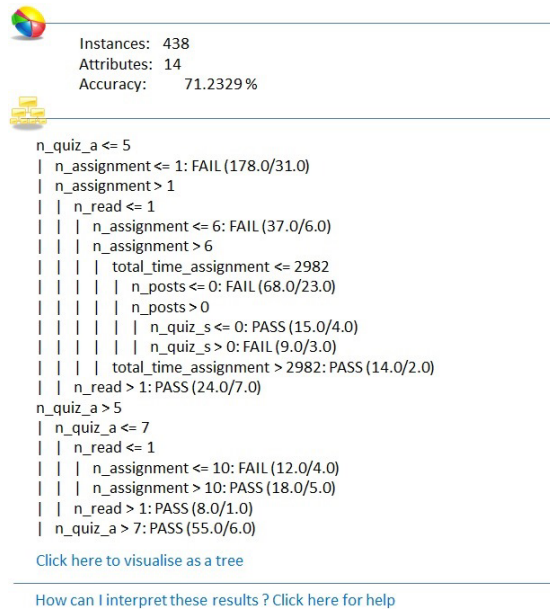 Instances: 438
Attributes: 14
Accuracy: 71.2329%
n_quiz_a <= 5
| n_assignment <= 1: FAIL (178.0/31.0)
| n_assignment > 1
| | n_read <= 1
| | | n_assignment <= 6: FAIL (37.0/6.0)
| | | n_assignment > 6
| | | | total_time_assignment <= 2982
| | | | | n_posts <= 0: FAIL (68.0/23.0)
| | | | | n_posts > 0
| | | | | | n_quiz_s <= 0: PASS (15.0/4.0)
| | | | | | n_quiz_s > 0: FAIL (9.0/3.0)
| | | | total_time_assignment > 2982: PASS (14.0/2.0)
| | n_read > 1: PASS (24.0/7.0)
n_quiz_a > 5
| n_quiz_a <= 7
| | n_read <= 1
| | | n_assignment <= 10: FAIL (12.0/4.0)
| | | n_assignment > 10: PASS (18.0/5.0)
| | n_read > 1: PASS (8.0/1.0)
| n_quiz_a > 7: PASS (55.0/6.0)
Click here to visualise as a tree
How can I interpret these results ? Click here for help